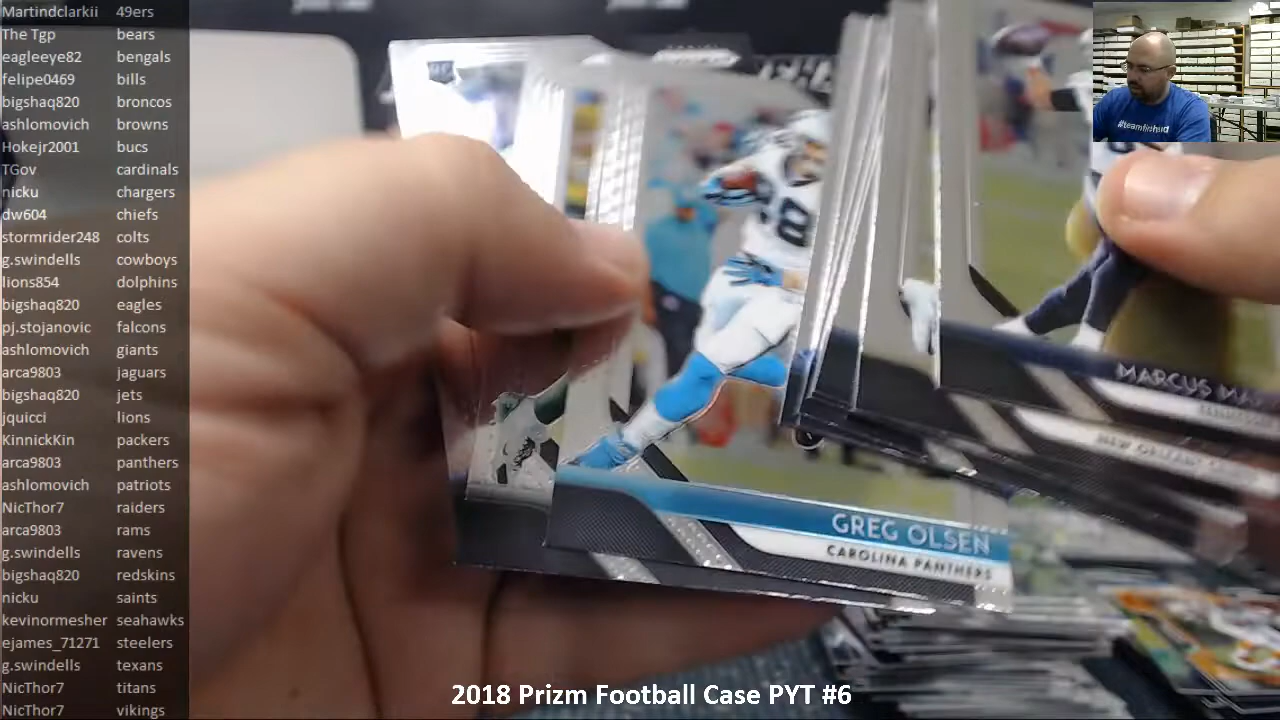 Martindclarkii 49ers
The Tgp bears
eagleeye82 bengals
felipe0469 bills
bigshaq820 broncos
ashlomovich browns
Hokejr2001 bucs
TGov cardinals
nicku chargers
dw604 chiefs
stormrider248 colts
g.swindells cowboys
lions854 dolphins
bigshaq820 eagles
pj.stojanovic falcons
ashlomovich giants
arca9803 jaguars
bigshaq820 jets
jquicci lions
KinnickKin packers
arca9803 panthers
ashlomovich patriots
NicThor7 raiders
arca9803 rams
g.swindells ravens
bigshaq820 redskins
nicku saints
kevinormesher seahawks
ejames_71271 steelers
g.swindells texans
NicThor7 titans
NicThor7 vikings
MARCUS
NEW
GREG OLSEN
CAROLINA PANTHERS
2018 Prizm Football Case PYT #6